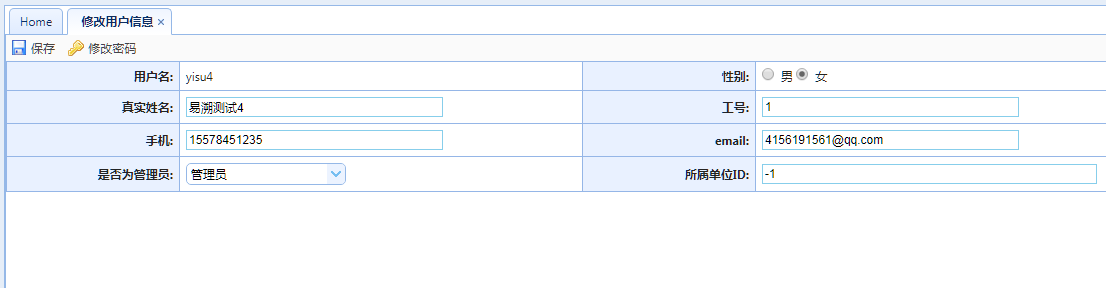 Home 修改用户信息 ×
保存 修改密码
用户名: yisu4 性别: 男 女
真实姓名: 易溯测试4 工号: 1
手机: 15578451235 email: 4156191561@qq.com
是否为管理员: 管理员 所属单位ID: -1